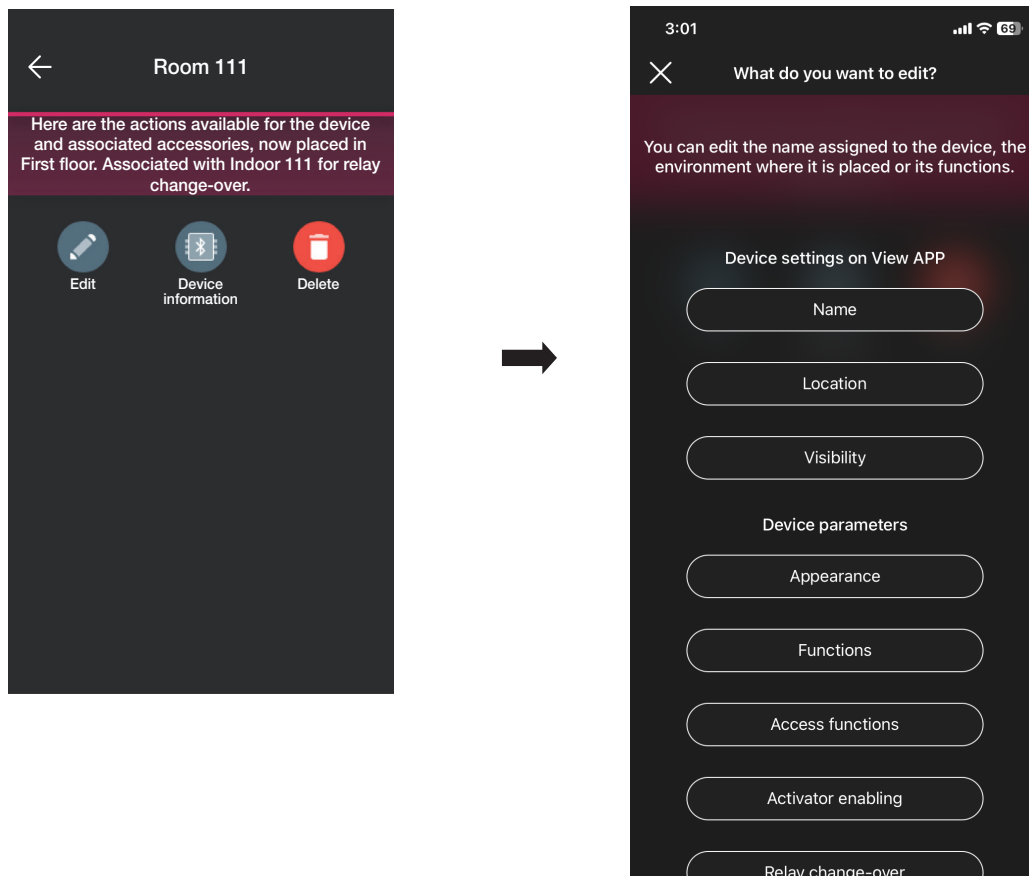 Room 111
Here are the actions available for the device
and associated accessories, now placed in
First floor. Associated with Indoor 111 for relay
change-over.
Edit
Device
information
Delete
3:01
69
What do you want to edit?
You can edit the name assigned to the device, the
environment where it is placed or its functions.
Device settings on View APP
Name
Location
Visibility
Device parameters
Appearance
Functions
Access functions
Activator enabling
Relay change-over